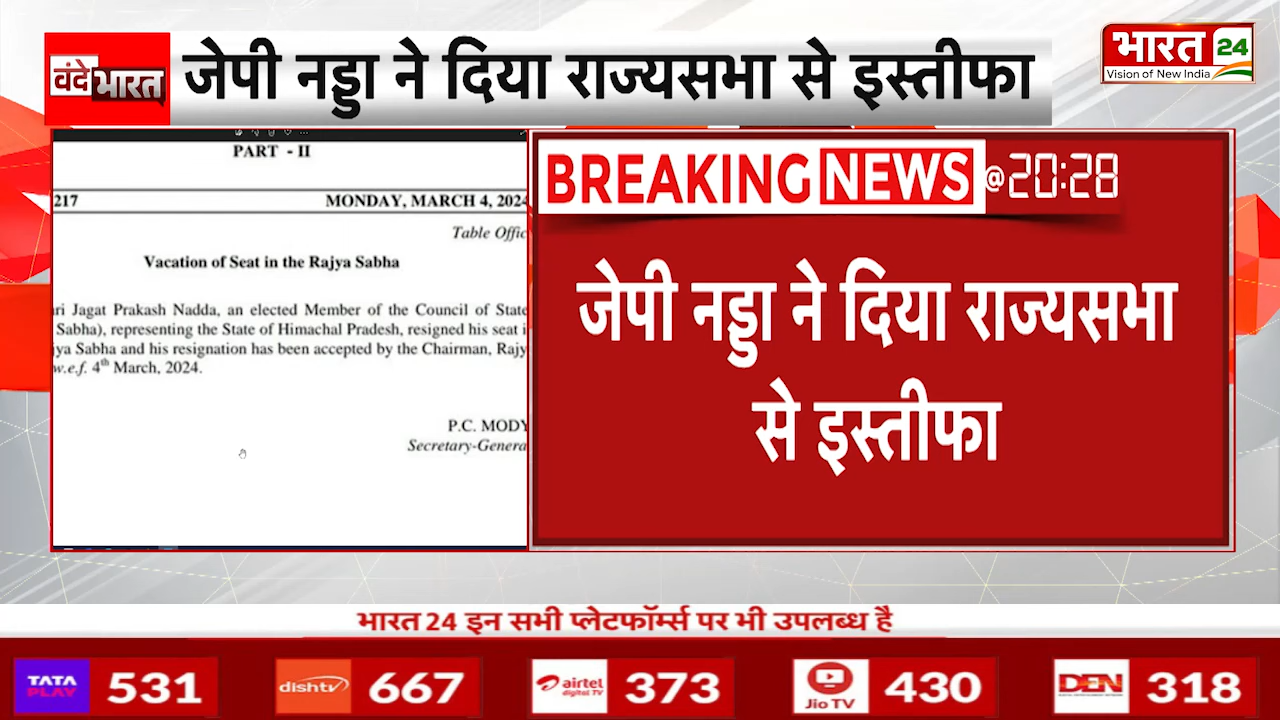 वंदे भारत
जेपी नड्डा ने दिया राज्यसभा से इस्तीफा
भारत 24
Vision of New India
PART - II
217 MONDAY, MARCH 4, 2024
Table Offic
Vacation of Seat in the Rajya Sabha
ri Jagat Prakash Nadda, an elected Member of the Council of State
Sabha), representing the State of Himachal Pradesh, resigned his seat i
ya Sabha and his resignation has been accepted by the Chairman, Rajy
w.e.f. 4th March, 2024.
P.C. MODY
Secretary-Genera
BREAKING NEWS @20:28
जेपी नड्डा ने दिया राज्यसभा
से इस्तीफा
भारत 24 इन सभी प्लेटफॉर्म्स पर भी उपलब्ध है
TATA PLAY 531
dishtv 667
airtel digital TV 373
JioTV 430
DEN 318